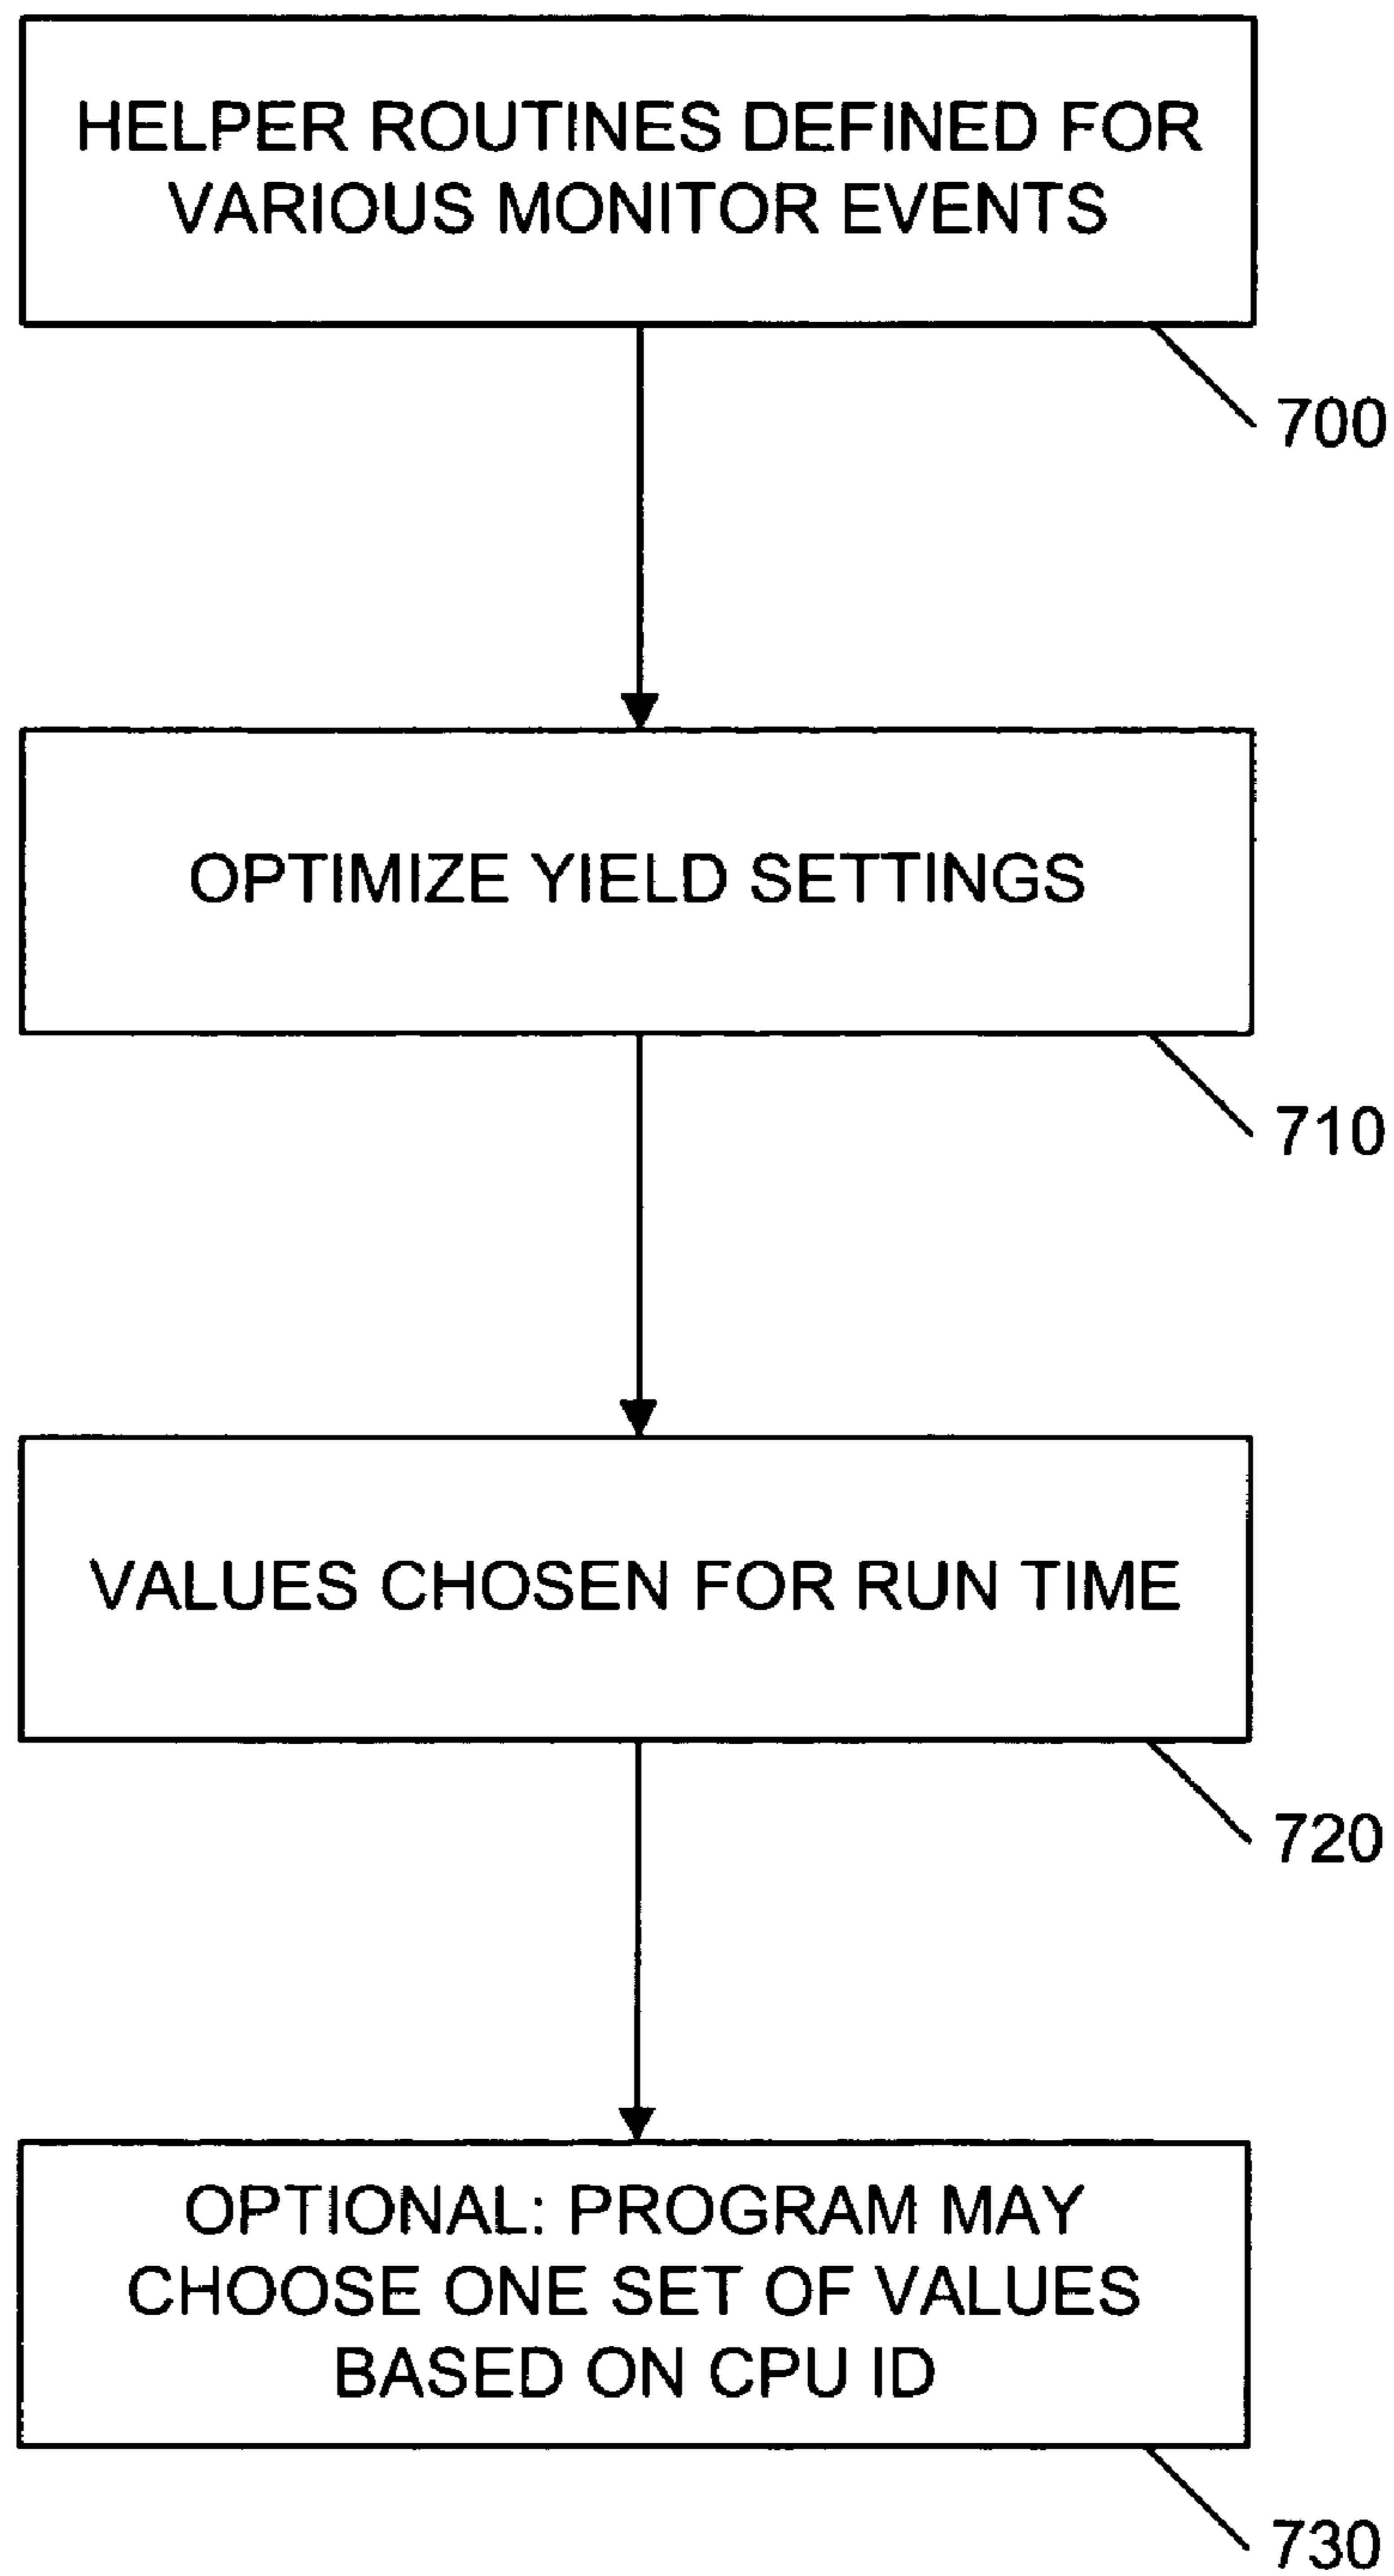 HELPER ROUTINES DEFINED FOR
VARIOUS MONITOR EVENTS
700
OPTIMIZE YIELD SETTINGS
710
VALUES CHOSEN FOR RUN TIME
720
OPTIONAL: PROGRAM MAY
CHOOSE ONE SET OF VALUES
BASED ON CPU ID
730